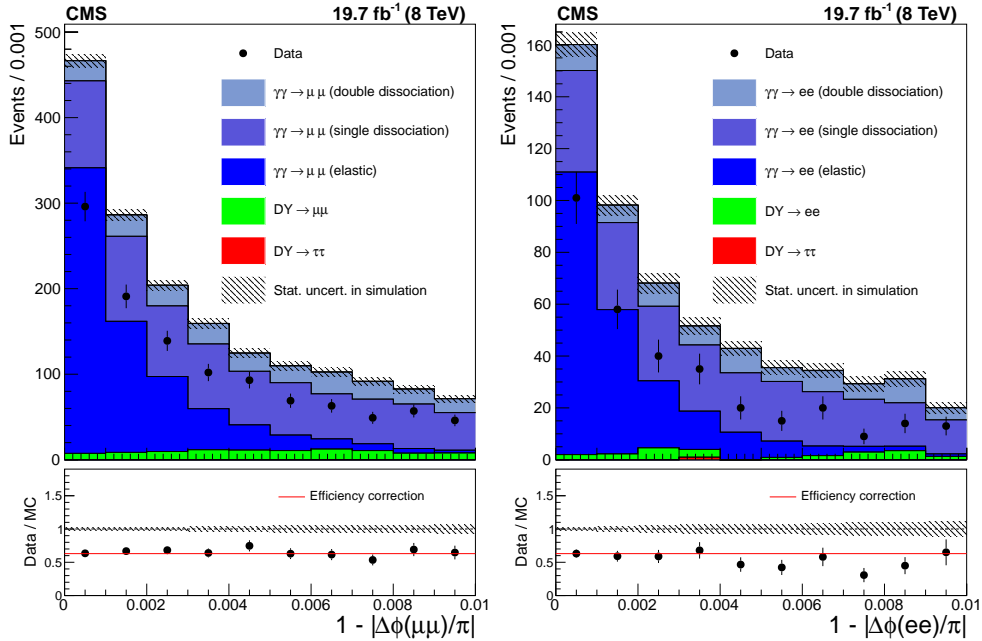 CMS 19.7 fb⁻¹ (8 TeV)
Events / 0.001
500
400
300
200
100
0
Data
γγ → μ μ (double dissociation)
γγ → μ μ (single dissociation)
γγ → μ μ (elastic)
DY → μμ
DY → ττ
Stat. uncert. in simulation
Data / MC
1.5
1
0.5
0
Efficiency correction
0 0.002 0.004 0.006 0.008 0.01
1 - |Δϕ(μμ)/π|
CMS 19.7 fb⁻¹ (8 TeV)
Events / 0.001
160
140
120
100
80
60
40
20
0
Data
γγ → ee (double dissociation)
γγ → ee (single dissociation)
γγ → ee (elastic)
DY → ee
DY → ττ
Stat. uncert. in simulation
Data / MC
1.5
1
0.5
0
Efficiency correction
0 0.002 0.004 0.006 0.008 0.01
1 - |Δϕ(ee)/π|